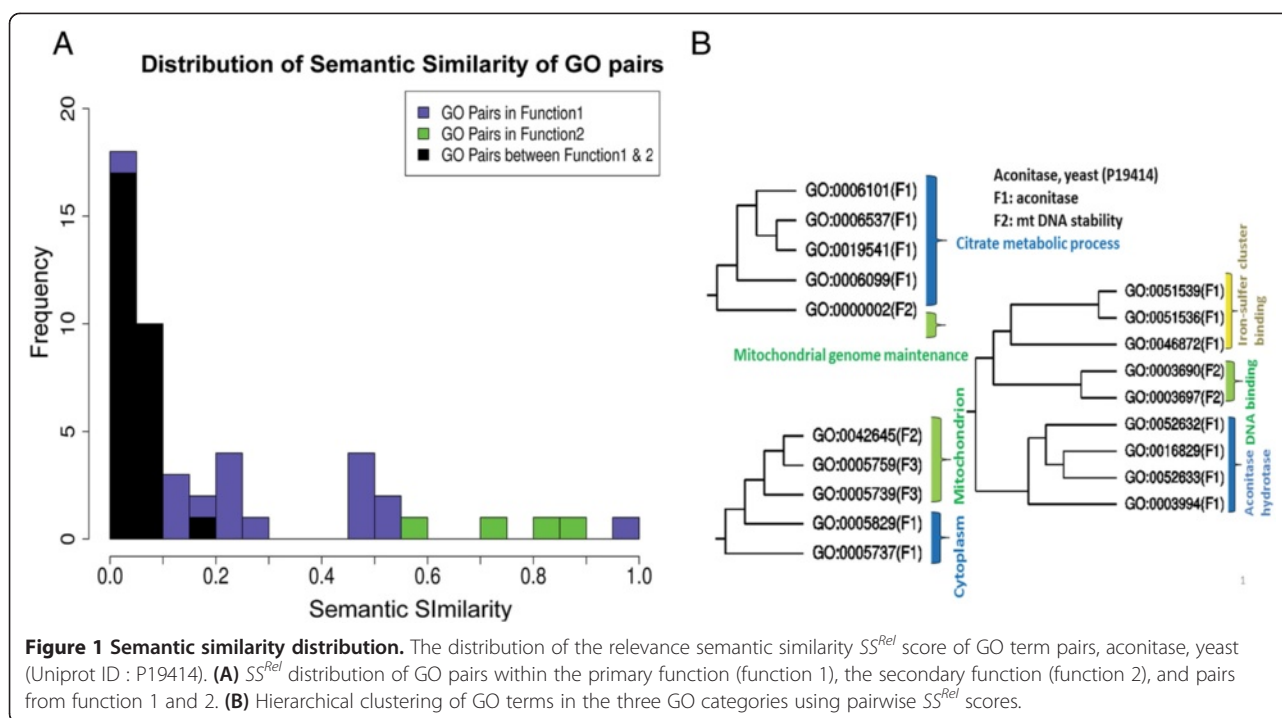 A
Distribution of Semantic Similarity of GO pairs
GO Pairs in Function1
GO Pairs in Function2
GO Pairs between Function1 & 2
Frequency
20
15
10
5
0
0.0 0.2 0.4 0.6 0.8 1.0
Semantic SImilarity
B
Aconitase, yeast (P19414)
F1: aconitase
F2: mt DNA stability
GO:0006101(F1)
GO:0006537(F1)
GO:0019541(F1)
GO:0006099(F1)
GO:0000002(F2)
Citrate metabolic process
Mitochondrial genome maintenance
GO:0042645(F2)
GO:0005759(F3)
GO:0005739(F3)
GO:0005829(F1)
GO:0005737(F1)
Mitochondrion
Cytoplasm
GO:0051539(F1)
GO:0051536(F1)
GO:0046872(F1)
GO:0003690(F2)
GO:0003697(F2)
GO:0052632(F1)
GO:0016829(F1)
GO:0052633(F1)
GO:0003994(F1)
Iron-sulfer cluster
binding
DNA binding
Aconitase
hydrotase
1
Figure 1 Semantic similarity distribution. The distribution of the relevance semantic similarity SS^Rel score of GO term pairs, aconitase, yeast
(Uniprot ID : P19414). (A) SS^Rel distribution of GO pairs within the primary function (function 1), the secondary function (function 2), and pairs
from function 1 and 2. (B) Hierarchical clustering of GO terms in the three GO categories using pairwise SS^Rel scores.